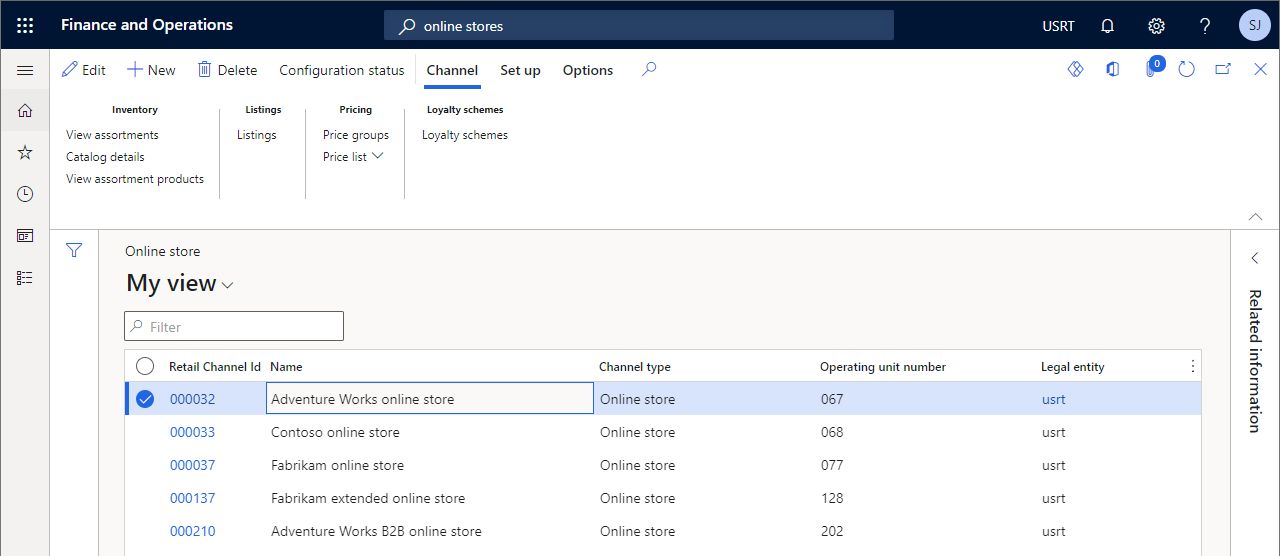 Finance and Operations online stores USRT ? SJ
Edit New Delete Configuration status Channel Set up Options 0
Inventory Listings Pricing Loyalty schemes
View assortments Listings Price groups Loyalty schemes
Catalog details Price list
View assortment products
Online store
My view
Filter
Related information
Retail Channel Id Name Channel type Operating unit number Legal entity
000032 Adventure Works online store Online store 067 usrt
000033 Contoso online store Online store 068 usrt
000037 Fabrikam online store Online store 077 usrt
000137 Fabrikam extended online store Online store 128 usrt
000210 Adventure Works B2B online store Online store 202 usrt